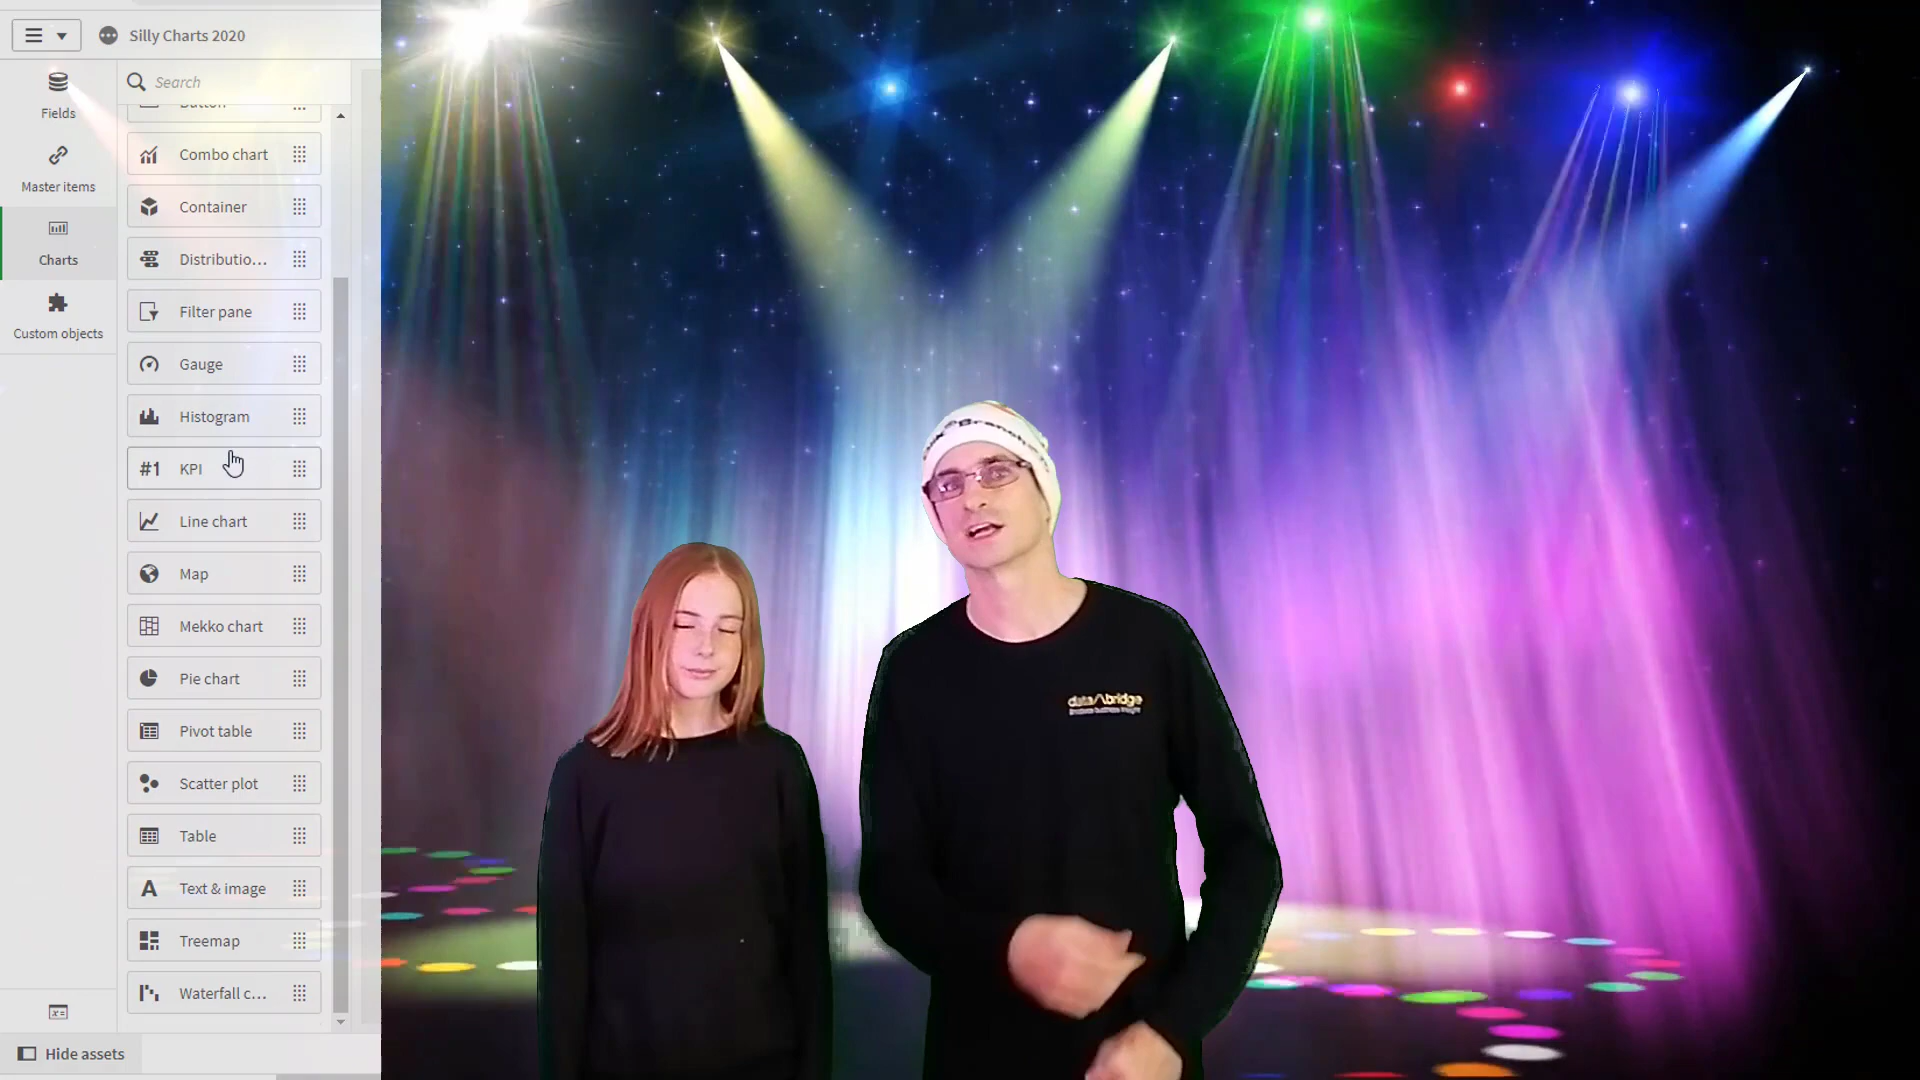 Silly Charts 2020
Fields
Master items
Charts
Custom objects
Search
Button
Combo chart
Container
Distributio...
Filter pane
Gauge
Histogram
#1 KPI
Line chart
Map
Mekko chart
Pie chart
Pivot table
Scatter plot
Table
A Text & image
Treemap
Waterfall c...
Hide assets
Branch
data/\bridge